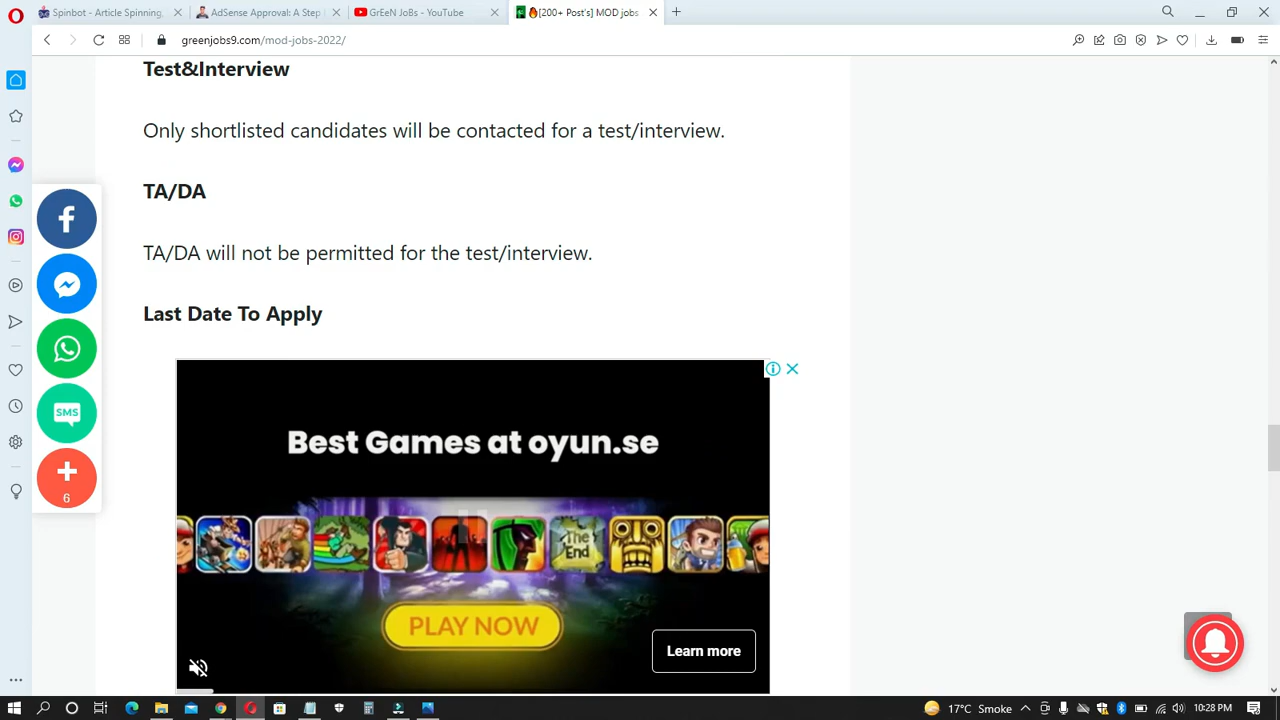 Spinbot - Article Spinning,
AdSense Approval: A Step
GrEeN JoBs - YouTube
🔥[200+ Post's] MOD jobs
greenjobs9.com/mod-jobs-2022/
Test&Interview
Only shortlisted candidates will be contacted for a test/interview.
TA/DA
TA/DA will not be permitted for the test/interview.
Last Date To Apply
SMS
6
Best Games at oyun.se
The End
PLAY NOW
Learn more
17°C Smoke
10:28 PM